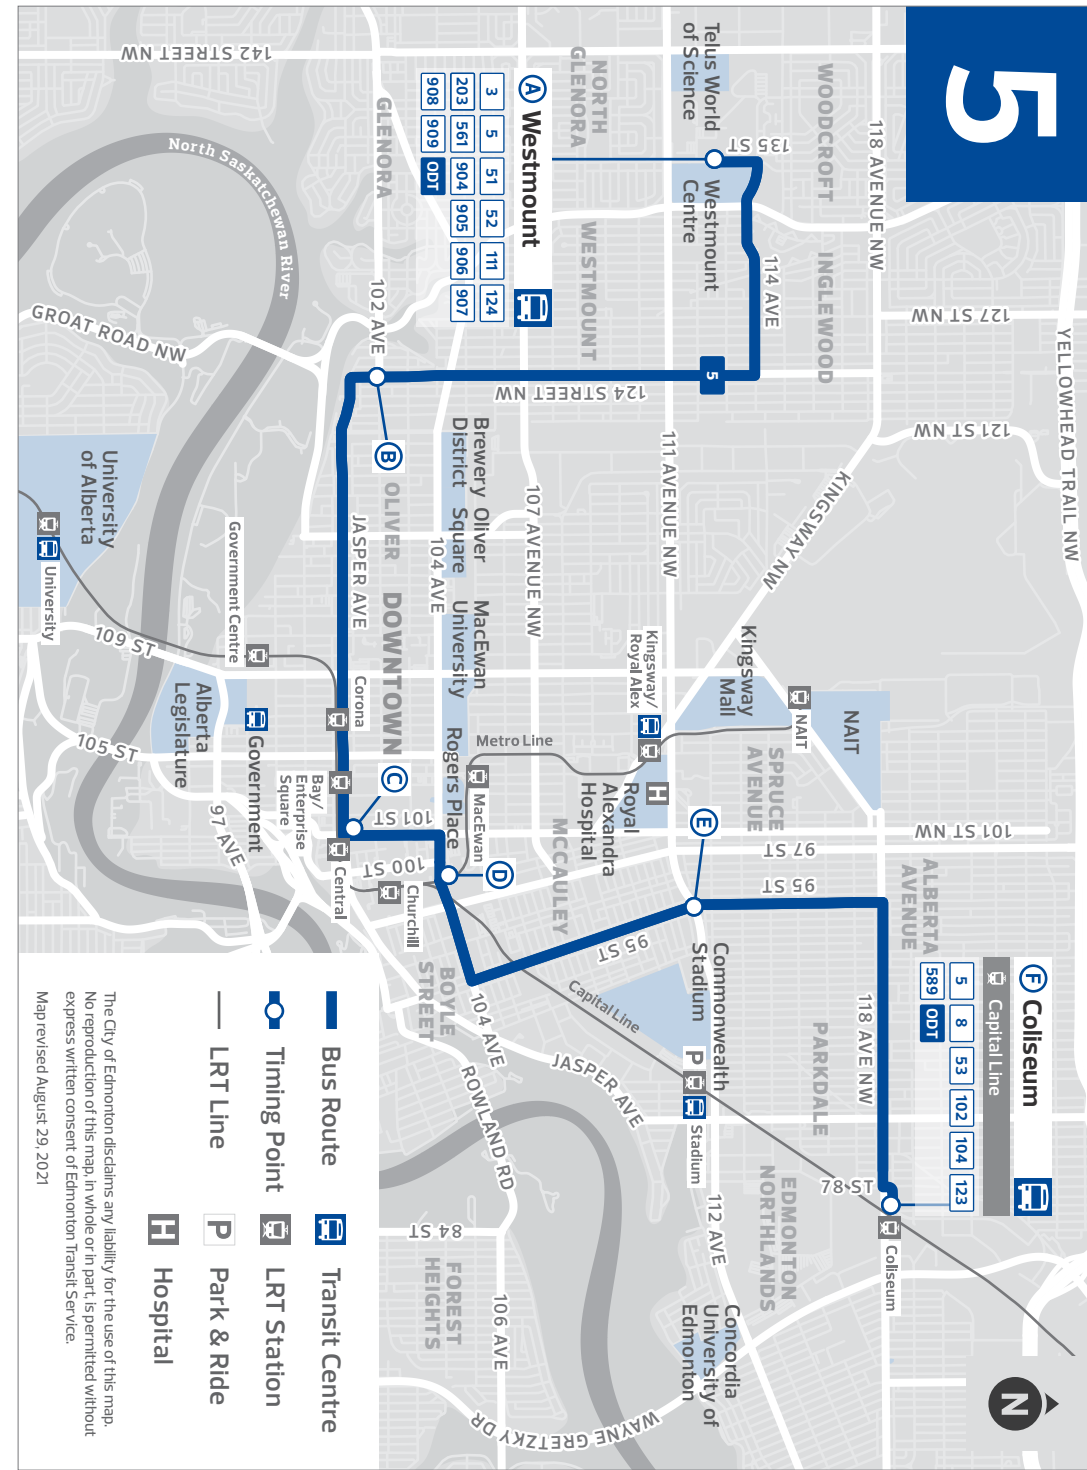 5
142 STREET NW
Telus World
of Science
NORTH
GLENORA
WOODCROFT
118 AVENUE NW
GLENORA
North Saskatchewan River
135 ST
A Westmount
3 5 51 52 111 124
203 561 904 905 906 907
908 909 ODT
Westmount
Centre
WESTMOUNT
INGLEWOOD
114 AVE
127 ST NW
YELLOWHEAD TRAIL NW
102 AVE
GROAT ROAD NW
5
124 STREET NW
121 ST NW
B
Brewery
District
Oliver
Square
OLIVER
111 AVENUE NW
107 AVENUE NW
KINGSWAY NW
JASPER AVE
104 AVE
University
of Alberta
University
Government Centre
109 ST
DOWNTOWN
MacEwan
University
Kingsway/
Royal Alex
Kingsway
Mall
NAIT
NAIT
Alberta
Legislature
Government
Corona
105 ST
97 AVE
Bay/
Enterprise
Square
C
Rogers Place
Metro Line
MacEwan
101 ST
100 ST
Central
Churchill
D
H
Royal
Alexandra
Hospital
SPRUCE
AVENUE
MCCAULEY
E
101 ST NW
97 ST
95 ST
ALBERTA
AVENUE
95 ST
Commonwealth
Stadium
BOYLE
STREET
104 AVE
Capital Line
JASPER AVE
ROWLAND RD
P
Stadium
118 AVE NW
PARKDALE
F Coliseum
Capital Line
5 8 53 102 104 123
589 ODT
78 ST
Coliseum
112 AVE
EDMONTON
NORTHLANDS
84 ST
FOREST
HEIGHTS
106 AVE
Concordia
University of
Edmonton
WAYNE GRETZKY DR
N
Bus Route
Timing Point
LRT Line
Transit Centre
LRT Station
P Park & Ride
H Hospital
The City of Edmonton disclaims any liability for the use of this map.
No reproduction of this map, in whole or in part, is permitted without
express written consent of Edmonton Transit Service.
Map revised August 29, 2021